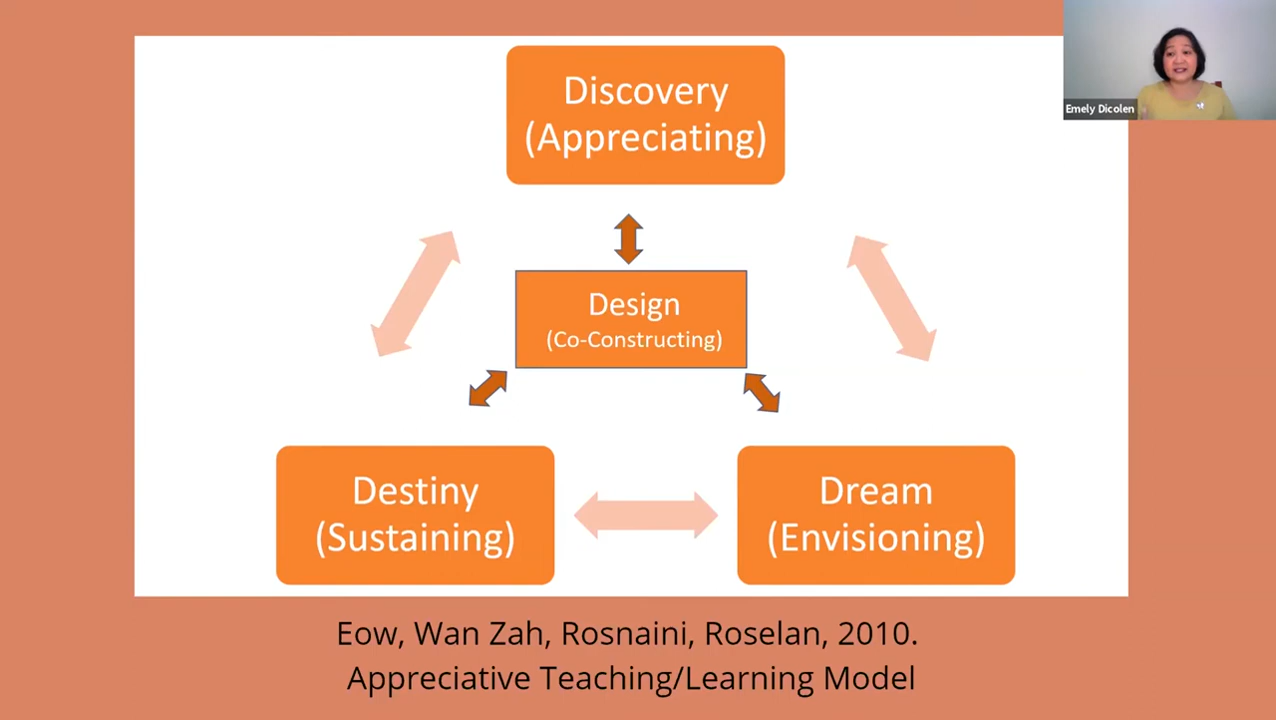 Discovery
(Appreciating)
Emely Dicolen
Design
(Co-Constructing)
Destiny
(Sustaining)
Dream
(Envisioning)
Eow, Wan Zah, Rosnaini, Roselan, 2010.
Appreciative Teaching/Learning Model